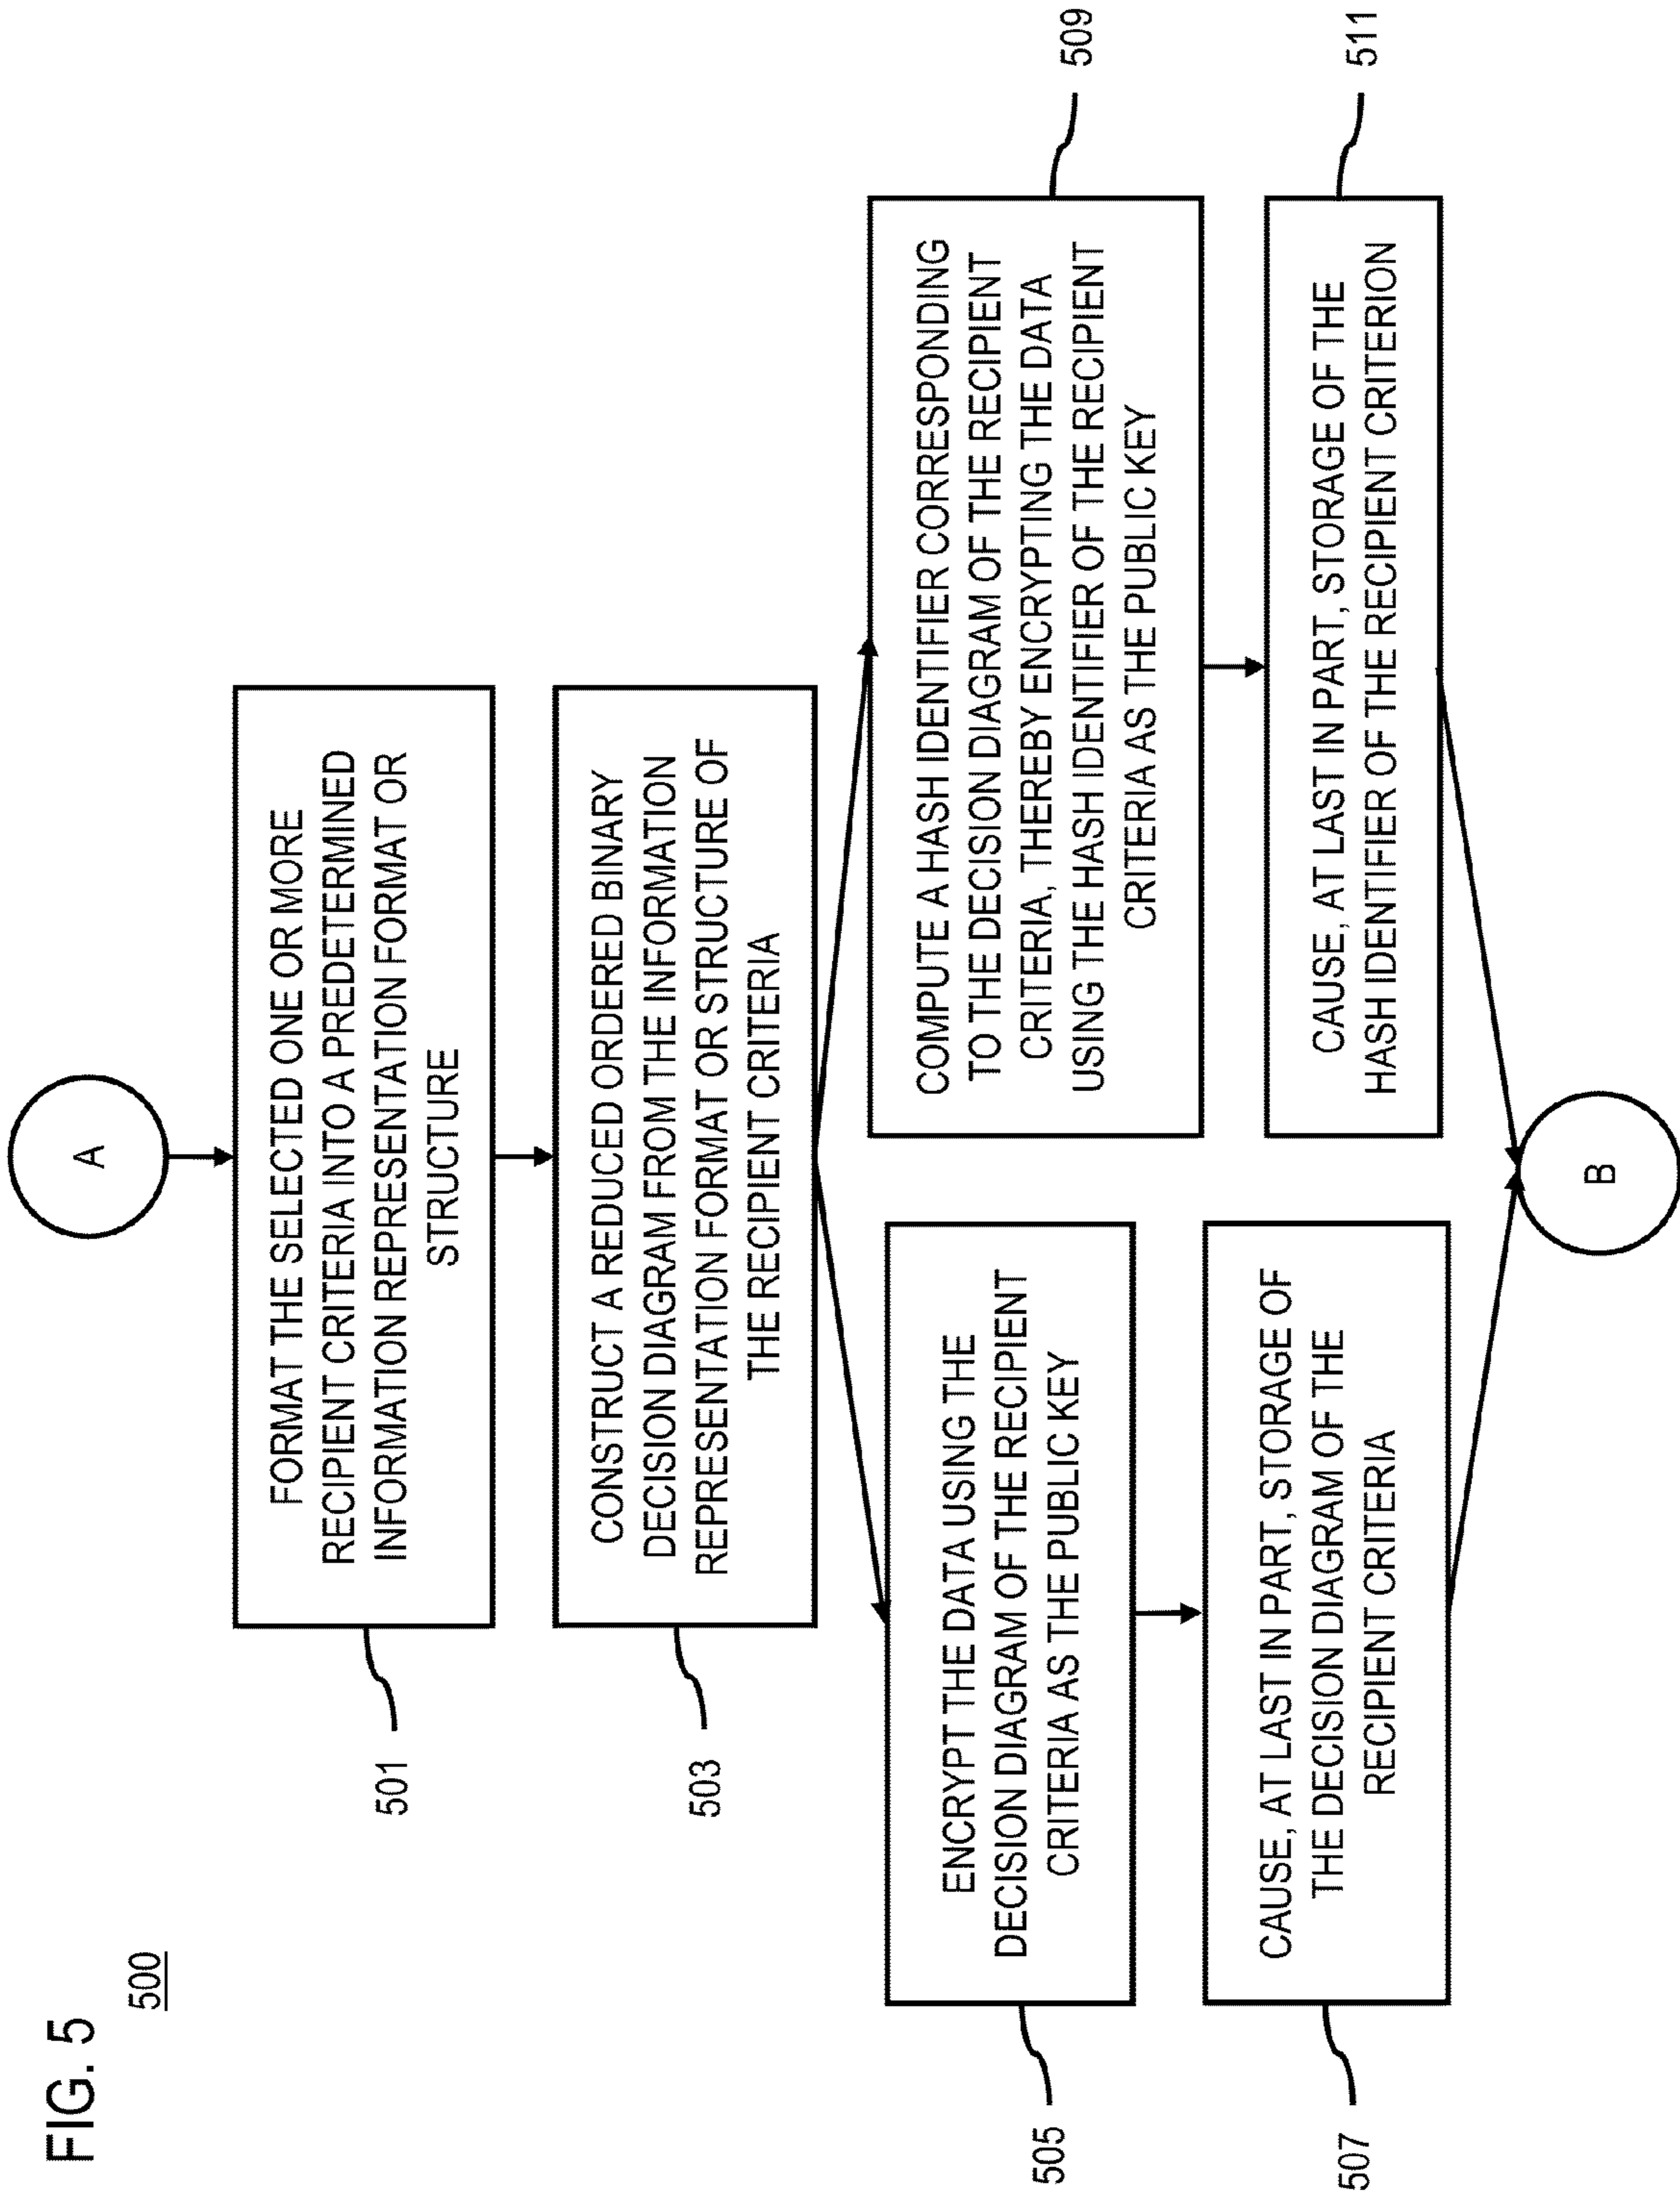 FIG. 5
500
A
FORMAT THE SELECTED ONE OR MORE
RECIPIENT CRITERIA INTO A PREDETERMINED
INFORMATION REPRESENTATION FORMAT OR
STRUCTURE
501
CONSTRUCT A REDUCED ORDERED BINARY
DECISION DIAGRAM FROM THE INFORMATION
REPRESENTATION FORMAT OR STRUCTURE OF
THE RECIPIENT CRITERIA
503
ENCRYPT THE DATA USING THE
DECISION DIAGRAM OF THE RECIPIENT
CRITERIA AS THE PUBLIC KEY
505
CAUSE, AT LAST IN PART, STORAGE OF
THE DECISION DIAGRAM OF THE
RECIPIENT CRITERIA
507
COMPUTE A HASH IDENTIFIER CORRESPONDING
TO THE DECISION DIAGRAM OF THE RECIPIENT
CRITERIA, THEREBY ENCRYPTING THE DATA
USING THE HASH IDENTIFIER OF THE RECIPIENT
CRITERIA AS THE PUBLIC KEY
509
CAUSE, AT LAST IN PART, STORAGE OF THE
HASH IDENTIFIER OF THE RECIPIENT CRITERION
511
B